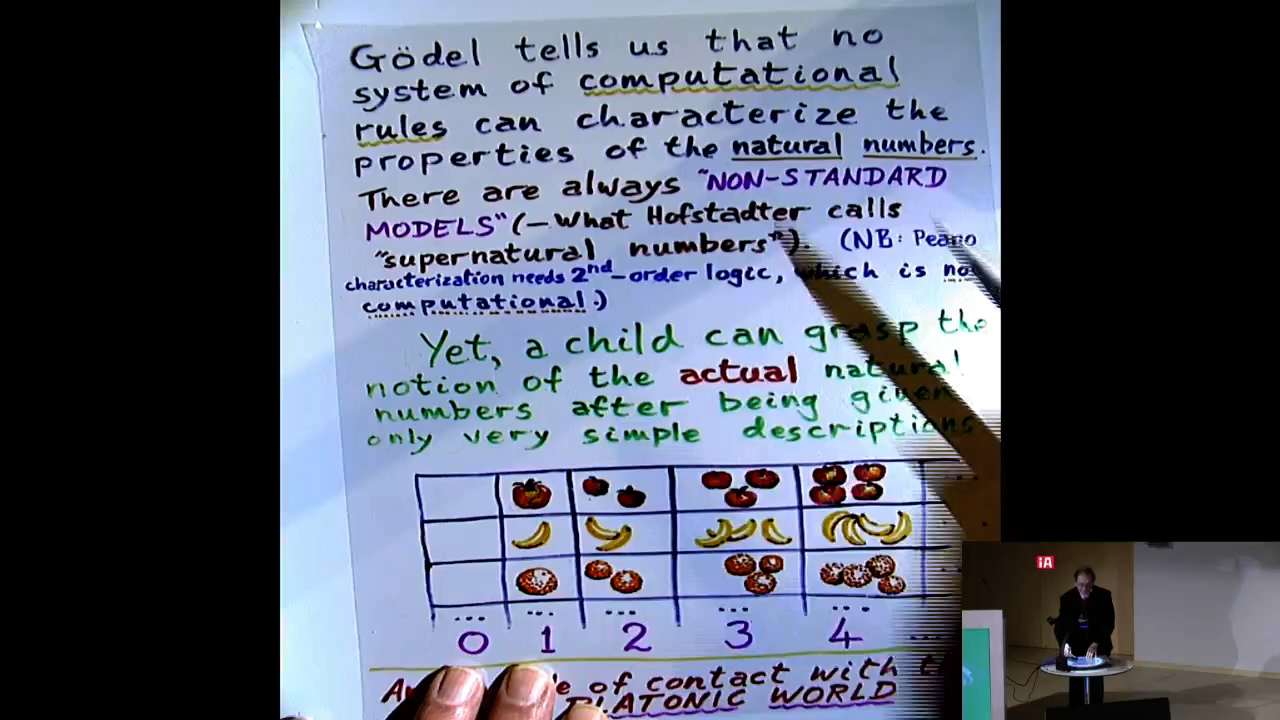 Gödel tells us that no
system of computational
rules can characterize the
properties of the natural numbers.
There are always "NON-STANDARD
MODELS" (—What Hofstadter calls
"supernatural numbers"). (NB: Peano
characterization needs 2nd-order logic, which is
computational.)
Yet, a child can grasp the
notion of the actual natural
numbers after being given
only very simple descriptions
... ... ... ... ...
0 1 2 3 4 ...
of contact with
PLATONIC WORLD
iA